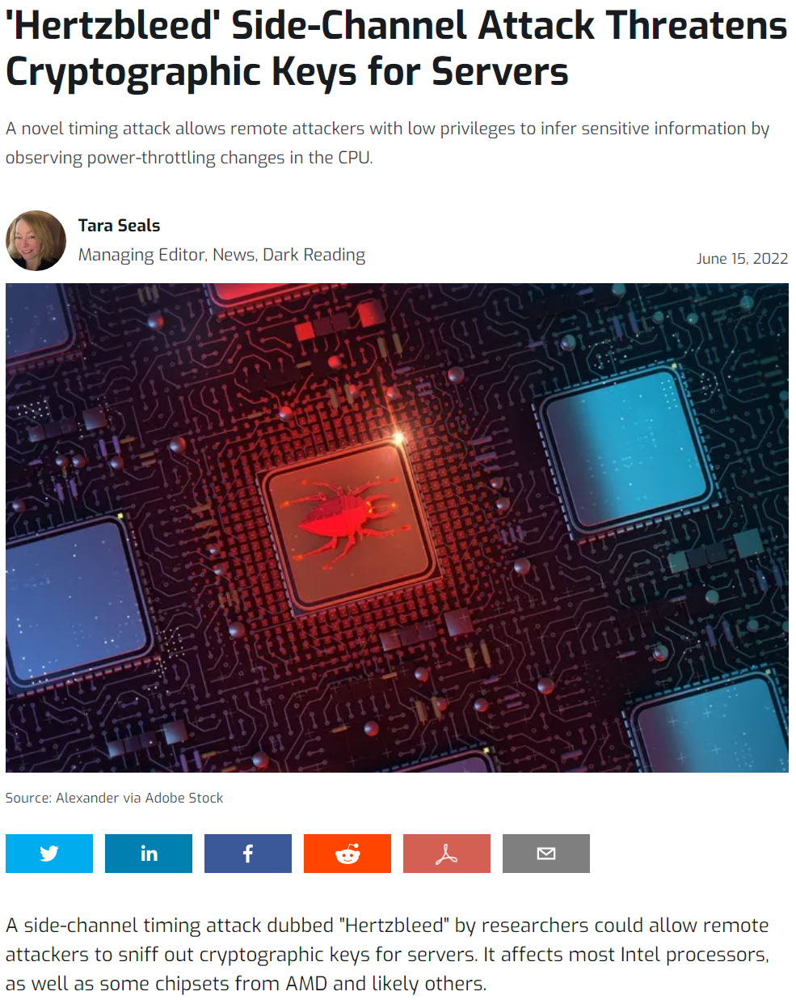 'Hertzbleed' Side-Channel Attack Threatens
Cryptographic Keys for Servers
A novel timing attack allows remote attackers with low privileges to infer sensitive information by
observing power-throttling changes in the CPU.
Tara Seals
Managing Editor, News, Dark Reading
June 15, 2022
Source: Alexander via Adobe Stock
in
f
A side-channel timing attack dubbed "Hertzbleed" by researchers could allow remote
attackers to sniff out cryptographic keys for servers. It affects most Intel processors,
as well as some chipsets from AMD and likely others.